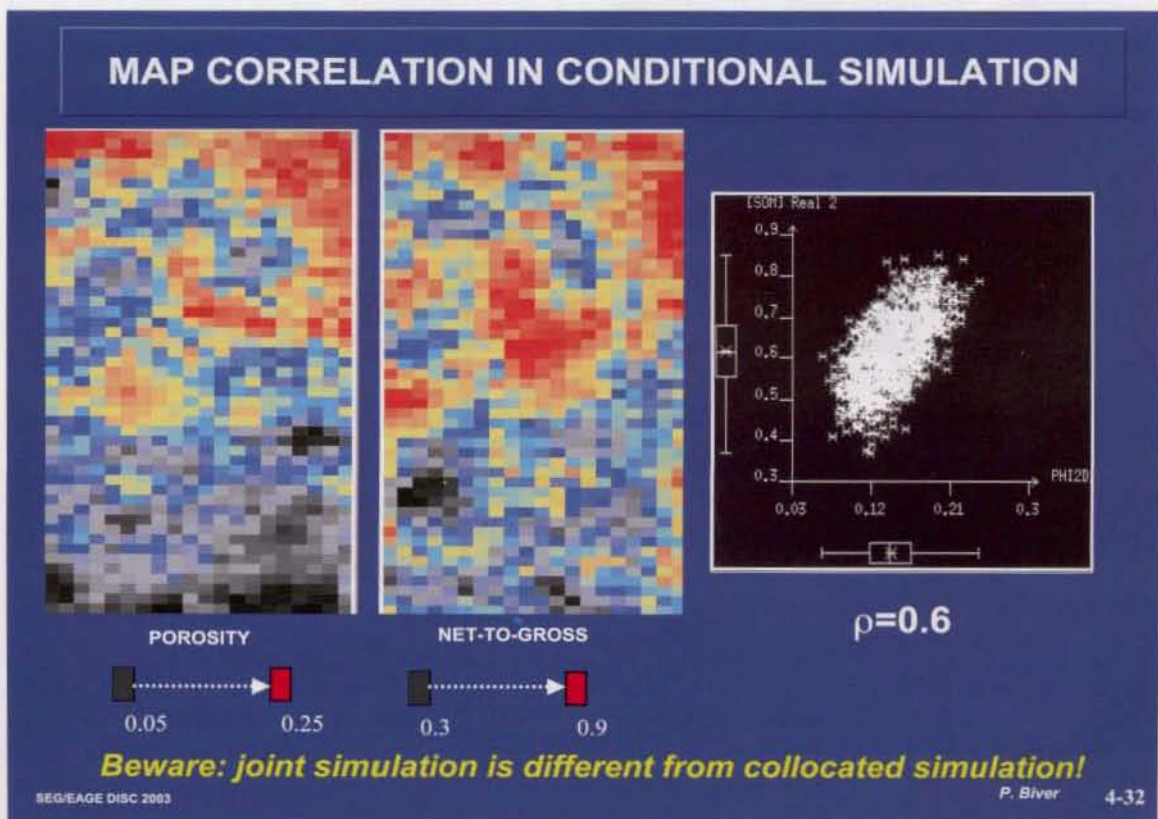 MAP CORRELATION IN CONDITIONAL SIMULATION
[SOM] Real 2
0.9
0.8
0.7
0.6
0.5
0.4
0.3
PHI2D
0.03 0.12 0.21 0.3
POROSITY
NET-TO-GROSS
ρ=0.6
0.05 0.25
0.3 0.9
Beware: joint simulation is different from collocated simulation!
SEG/EAGE DISC 2003
P. Biver
4-32